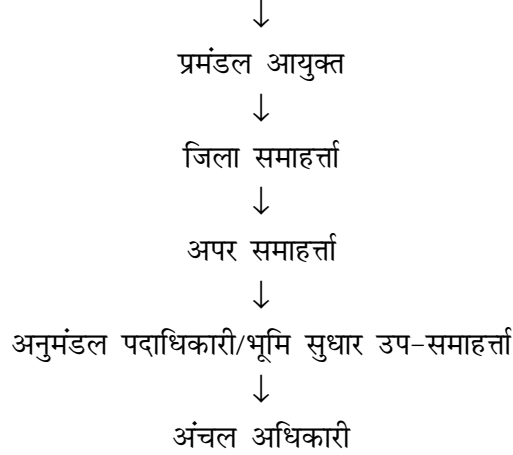 ↓
प्रमंडल आयुक्त
↓
जिला समाहर्त्ता
↓
अपर समाहर्त्ता
↓
अनुमंडल पदाधिकारी/भूमि सुधार उप-समाहर्त्ता
↓
अंचल अधिकारी